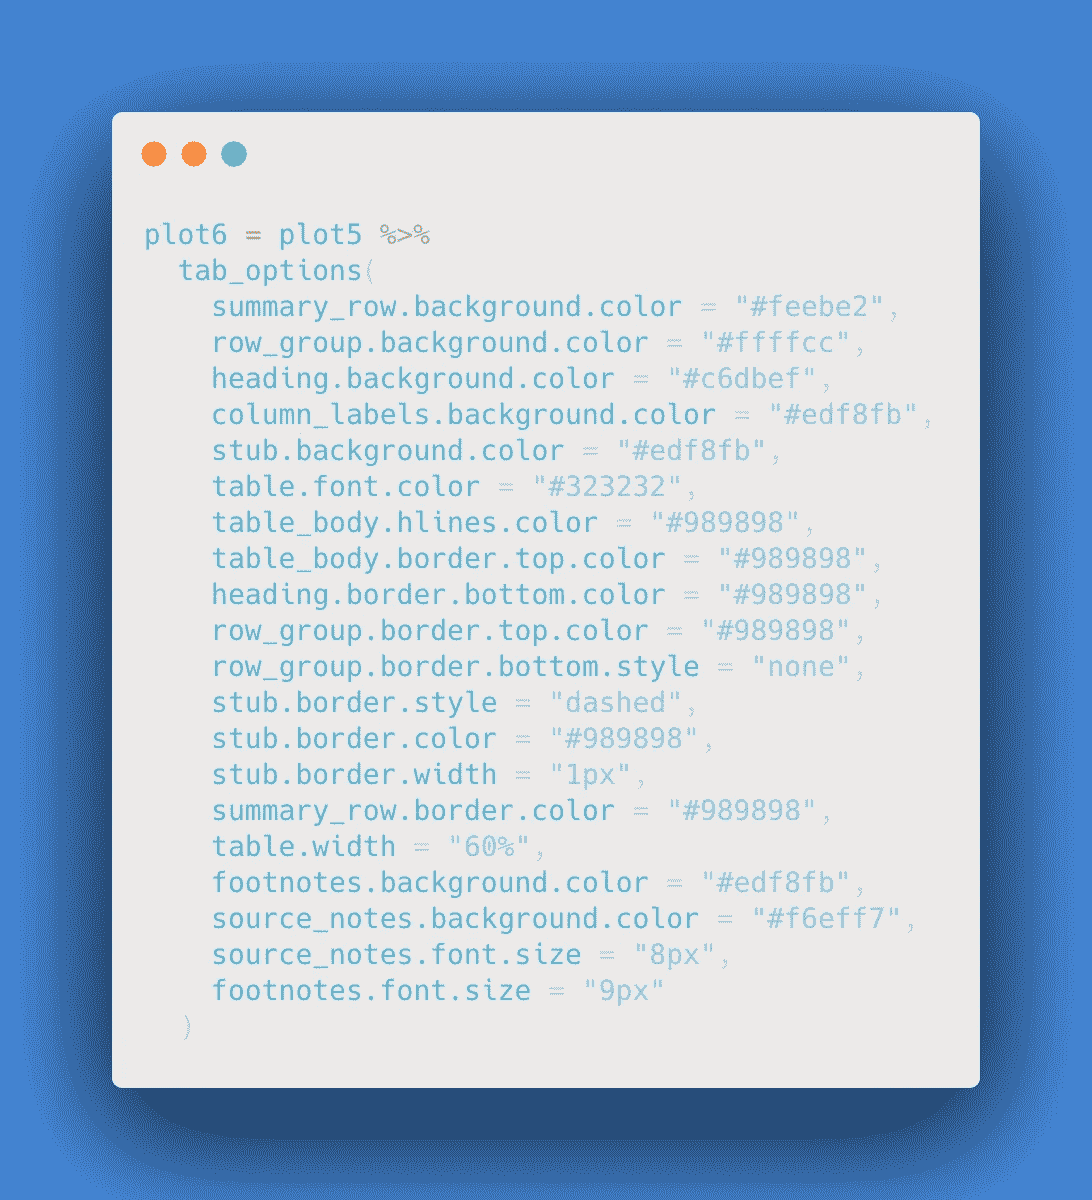 plot6 = plot5 %>%
  tab_options(
    summary_row.background.color = "#feebe2",
    row_group.background.color = "#ffffcc",
    heading.background.color = "#c6dbef",
    column_labels.background.color = "#edf8fb",
    stub.background.color = "#edf8fb",
    table.font.color = "#323232",
    table_body.hlines.color = "#989898",
    table_body.border.top.color = "#989898",
    heading.border.bottom.color = "#989898",
    row_group.border.top.color = "#989898",
    row_group.border.bottom.style = "none",
    stub.border.style = "dashed",
    stub.border.color = "#989898",
    stub.border.width = "1px",
    summary_row.border.color = "#989898",
    table.width = "60%",
    footnotes.background.color = "#edf8fb",
    source_notes.background.color = "#f6eff7",
    source_notes.font.size = "8px",
    footnotes.font.size = "9px"
  )